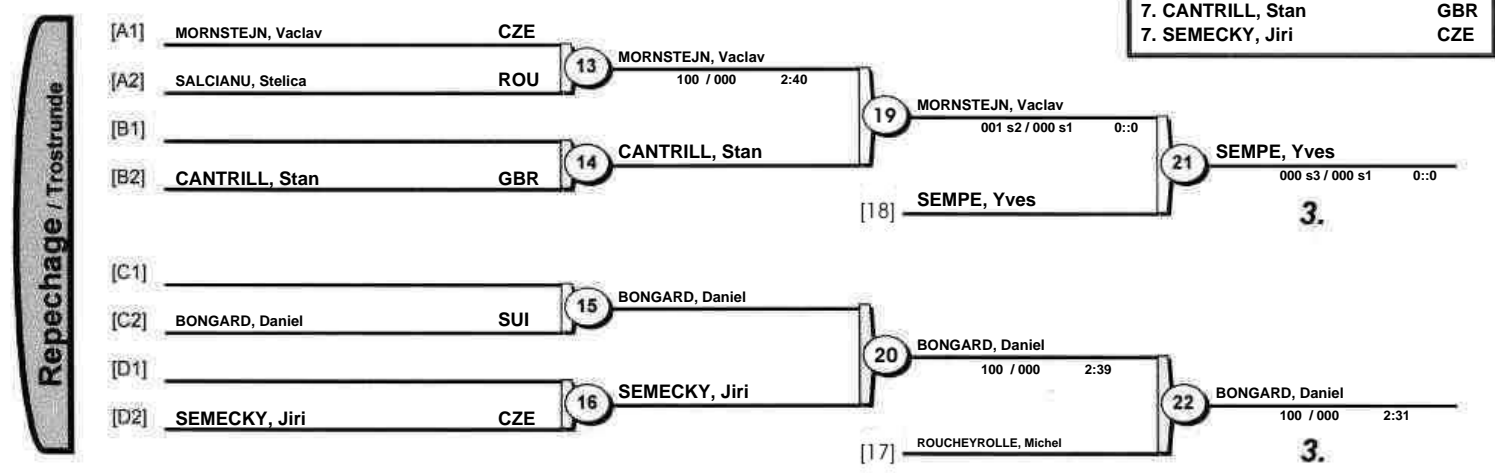 7. CANTRILL, Stan GBR
7. SEMECKY, Jiri CZE
Repechage / Trostrunde
[A1] MORNSTEJN, Vaclav CZE
13 MORNSTEJN, Vaclav
100 / 000 2:40
[A2] SALCIANU, Stelica ROU
19 MORNSTEJN, Vaclav
001 s2 / 000 s1 0::0
[B1]
14 CANTRILL, Stan
21 SEMPE, Yves
000 s3 / 000 s1 0::0
[B2] CANTRILL, Stan GBR
[18] SEMPE, Yves
3.
[C1]
15 BONGARD, Daniel
[C2] BONGARD, Daniel SUI
20 BONGARD, Daniel
100 / 000 2:39
[D1]
16 SEMECKY, Jiri
22 BONGARD, Daniel
100 / 000 2:31
[D2] SEMECKY, Jiri CZE
[17] ROUCHEYROLLE, Michel
3.